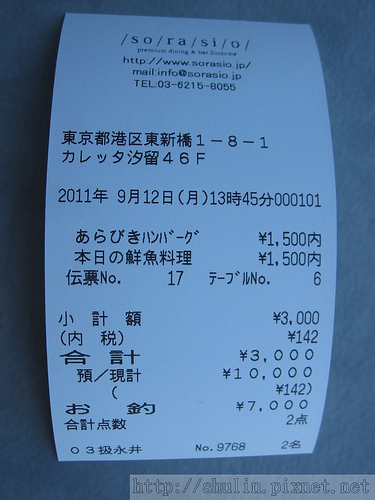 /so/ra/si/o/
premium dining & bar Siodome
http://www.sorasio.jp/
mail:info@sorasio.jp
TEL:03-6215-8055
東京都港区東新橋1-8-1
カレッタ汐留46F
2011年 9月12日(月)13時45分000101
あらびきハンバーグ ¥1,500内
本日の鮮魚料理 ¥1,500内
伝票No. 17 テーブルNo. 6
小計額 ¥3,000
(内 税) ¥142
合計 ¥3,000
預/現計 ¥10,000
( ¥142)
お釣 ¥7,000
合計点数 2点
03扱永井 No.9768 2名
http://shulin.pixnet.net